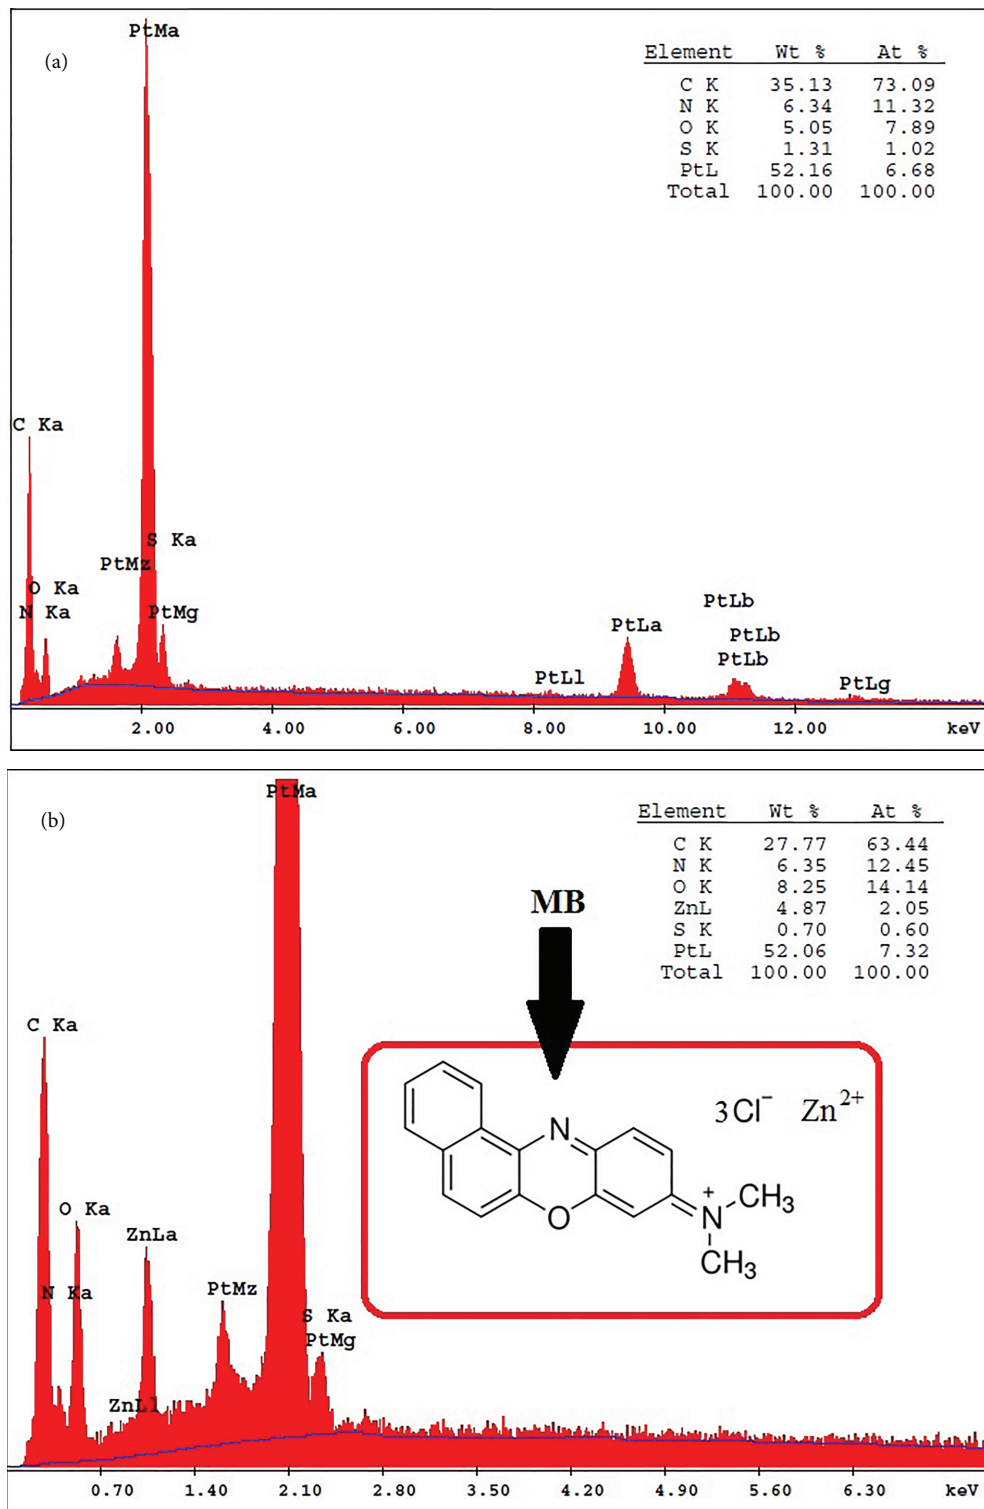 (a)
PtMa
Element Wt % At %
C K 35.13 73.09
N K 6.34 11.32
O K 5.05 7.89
S K 1.31 1.02
PtL 52.16 6.68
Total 100.00 100.00
C Ka
S Ka
PtMz
O Ka
N Ka
PtMg
PtLb
PtLa
PtLb
PtLb
PtLl
PtLg
2.00 4.00 6.00 8.00 10.00 12.00 keV
(b)
PtMa
Element Wt % At %
C K 27.77 63.44
N K 6.35 12.45
O K 8.25 14.14
ZnL 4.87 2.05
S K 0.70 0.60
PtL 52.06 7.32
Total 100.00 100.00
MB
C Ka
3Cl⁻ Zn²⁺
N
CH₃
O
N⁺
CH₃
O Ka
ZnLa
N Ka
PtMz
S Ka
PtMg
ZnLl
0.70 1.40 2.10 2.80 3.50 4.20 4.90 5.60 6.30 keV